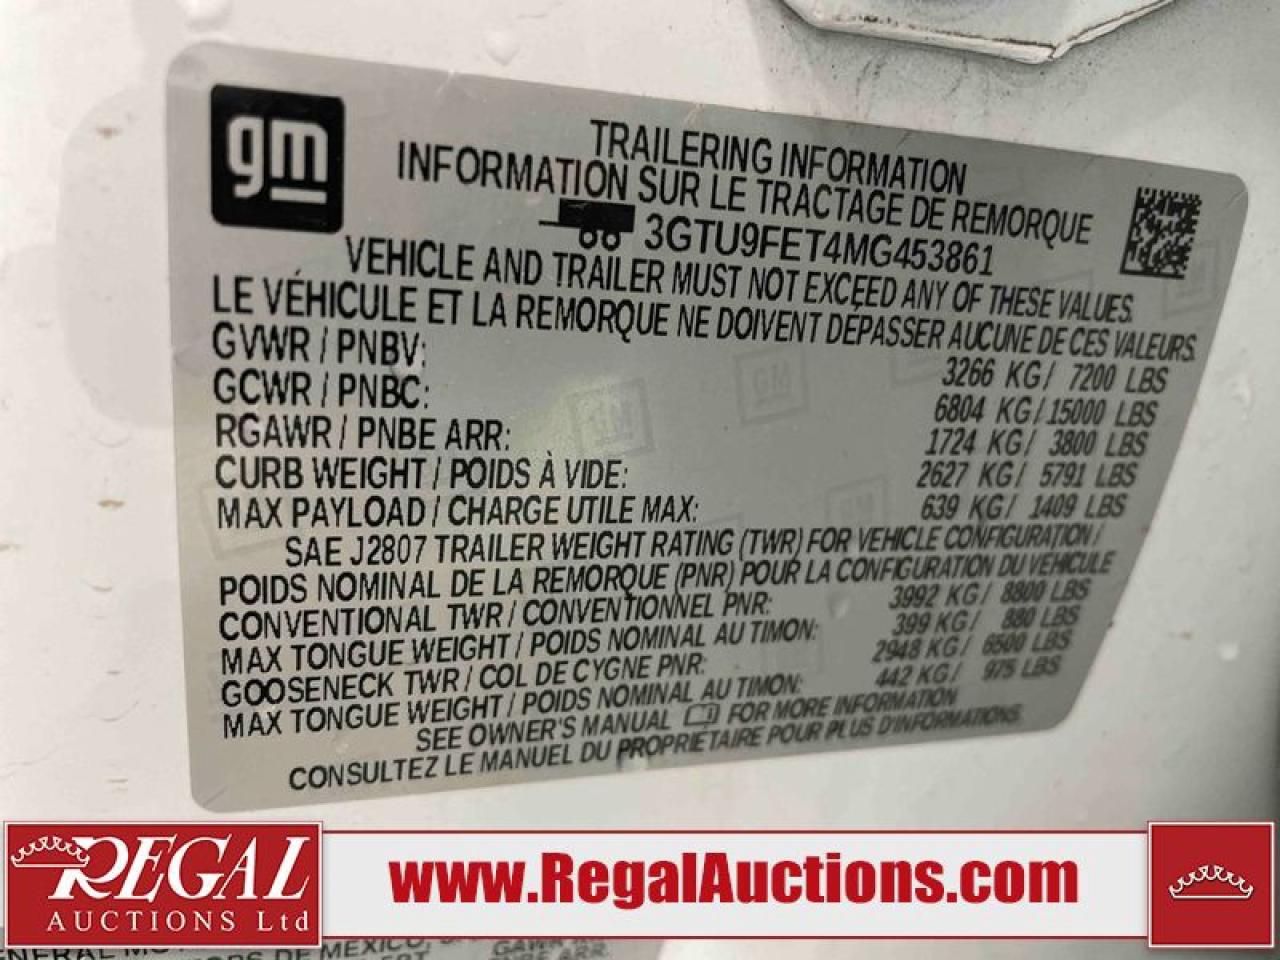 gm
TRAILERING INFORMATION
INFORMATION SUR LE TRACTAGE DE REMORQUE
3GTU9FET4MG453861
VEHICLE AND TRAILER MUST NOT EXCEED ANY OF THESE VALUES.
LE VÉHICULE ET LA REMORQUE NE DOIVENT DÉPASSER AUCUNE DE CES VALEURS.
GVWR / PNBV: 3266 KG/ 7200 LBS
GCWR / PNBC: 6804 KG/15000 LBS
RGAWR / PNBE ARR: 1724 KG/ 3800 LBS
CURB WEIGHT / POIDS À VIDE: 2627 KG/ 5791 LBS
MAX PAYLOAD / CHARGE UTILE MAX: 639 KG/ 1409 LBS
SAE J2807 TRAILER WEIGHT RATING (TWR) FOR VEHICLE CONFIGURATION /
POIDS NOMINAL DE LA REMORQUE (PNR) POUR LA CONFIGURATION DU VÉHICULE
CONVENTIONAL TWR / CONVENTIONNEL PNR: 3992 KG/ 8800 LBS
MAX TONGUE WEIGHT / POIDS NOMINAL AU TIMON: 399 KG/ 880 LBS
GOOSENECK TWR / COL DE CYGNE PNR: 2948 KG/ 6500 LBS
MAX TONGUE WEIGHT / POIDS NOMINAL AU TIMON: 442 KG/ 975 LBS
SEE OWNER'S MANUAL FOR MORE INFORMATION
CONSULTEZ LE MANUEL DU PROPRIÉTAIRE POUR PLUS D'INFORMATIONS.
REGAL
AUCTIONS Ltd
www.RegalAuctions.com
DE MEXICO,